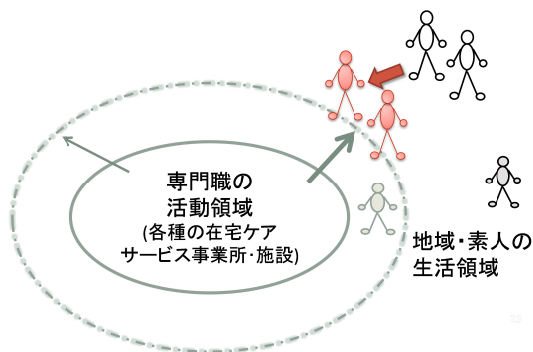 専門職の
活動領域
(各種の在宅ケア
サービス事業所･施設)
地域･素人の
生活領域